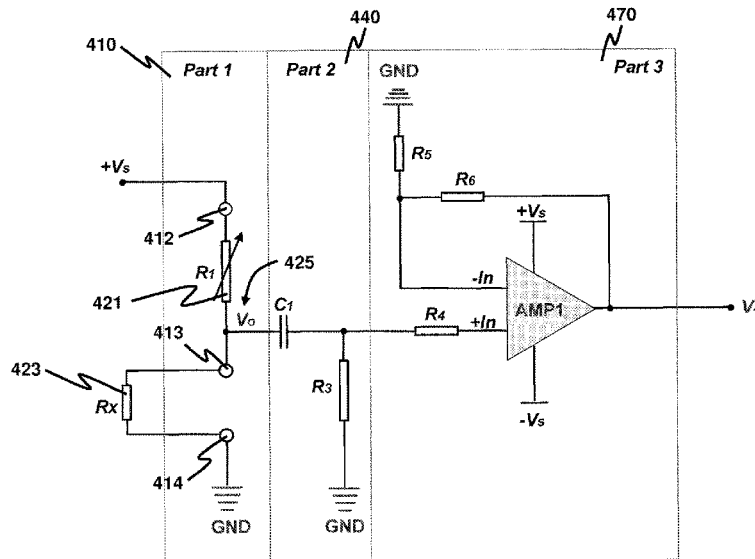 440
470
410
Part 1
Part 2
GND
Part 3
R5
R6
+Vs
+Vs
412
R1
425
-In
421
C1
AMP1
Vo
R4
+In
413
423
Rx
R3
-Vs
414
GND
GND